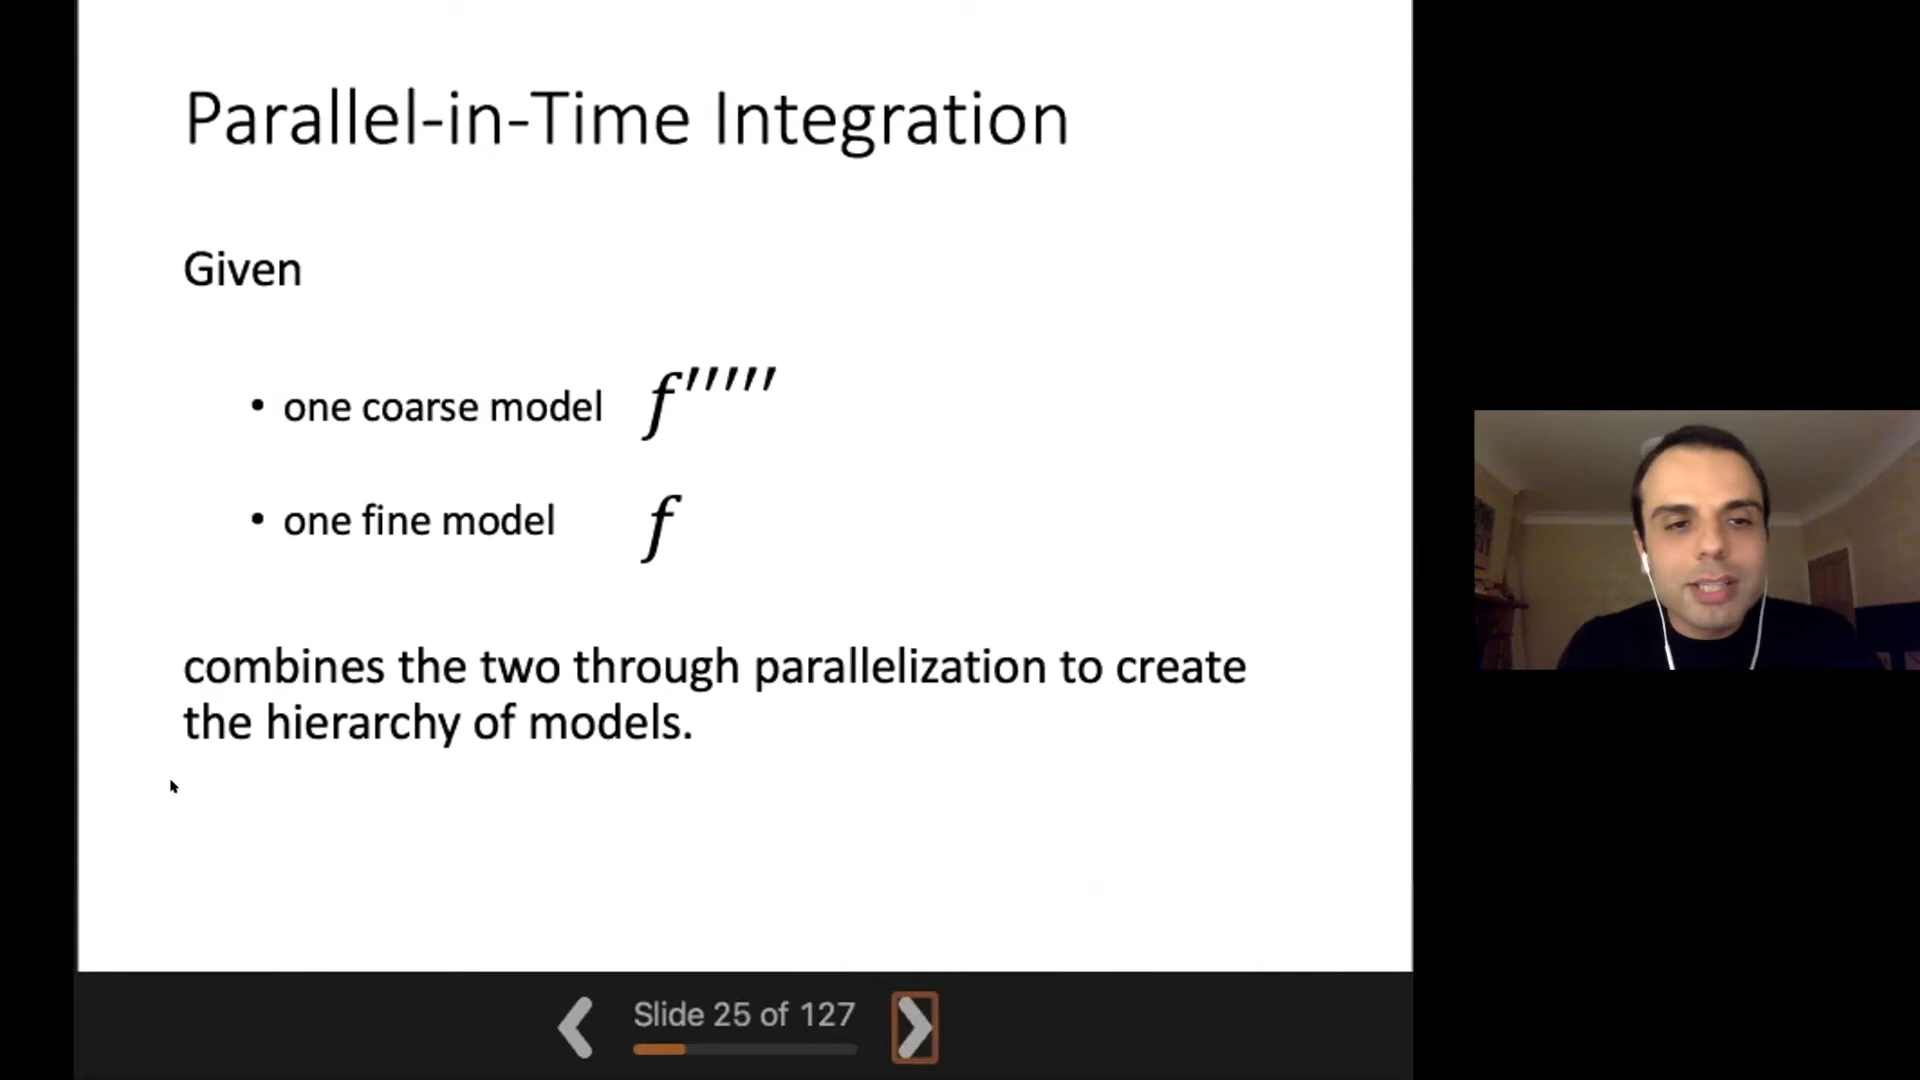 Parallel-in-Time Integration
Given
• one coarse model f′′′′′
• one fine model f
combines the two through parallelization to create
the hierarchy of models.
Slide 25 of 127